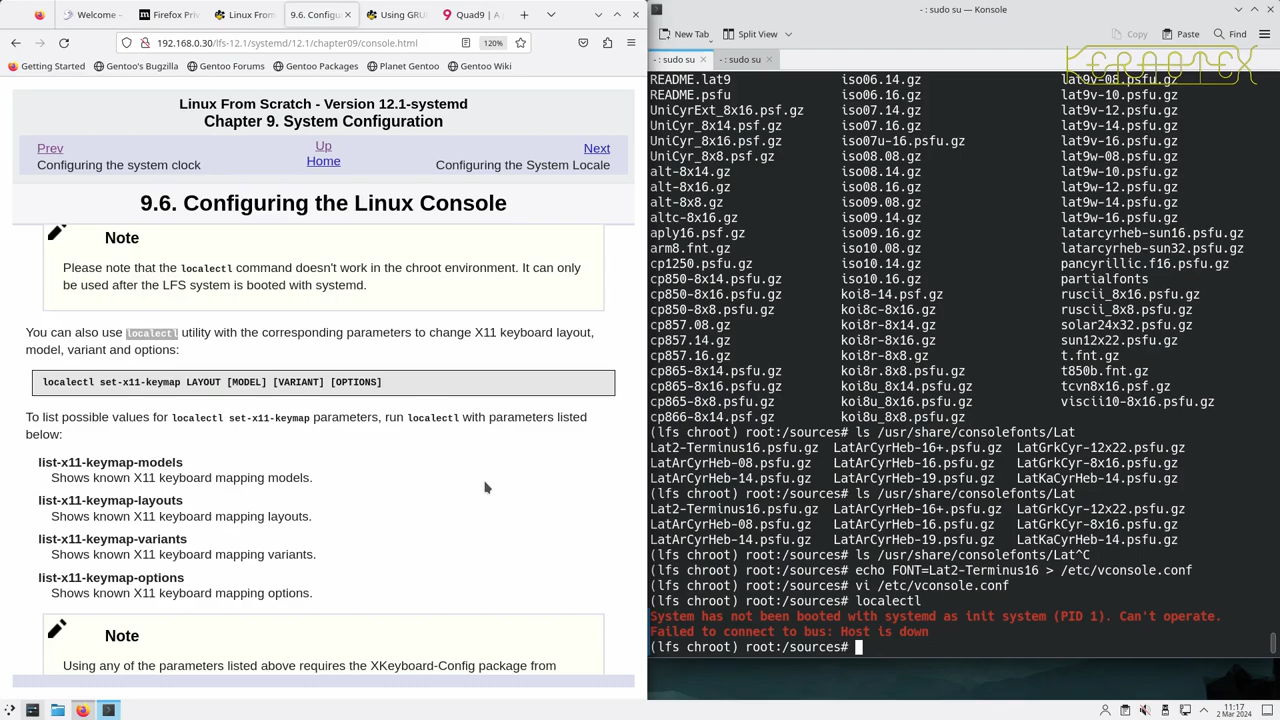 Welcome –
Firefox Priv
Linux From
9.6. Configu
Using GRU
Quad9 | A
192.168.0.30/lfs-12.1/systemd/12.1/chapter09/console.html
120%
Getting Started
Gentoo's Bugzilla
Gentoo Forums
Gentoo Packages
Planet Gentoo
Gentoo Wiki
Linux From Scratch - Version 12.1-systemd
Chapter 9. System Configuration
Prev
Up
Next
Configuring the system clock
Home
Configuring the System Locale
9.6. Configuring the Linux Console
Note
Please note that the localectl command doesn't work in the chroot environment. It can only
be used after the LFS system is booted with systemd.
You can also use localectl utility with the corresponding parameters to change X11 keyboard layout,
model, variant and options:
localectl set-x11-keymap LAYOUT [MODEL] [VARIANT] [OPTIONS]
To list possible values for localectl set-x11-keymap parameters, run localectl with parameters listed
below:
list-x11-keymap-models
Shows known X11 keyboard mapping models.
list-x11-keymap-layouts
Shows known X11 keyboard mapping layouts.
list-x11-keymap-variants
Shows known X11 keyboard mapping variants.
list-x11-keymap-options
Shows known X11 keyboard mapping options.
Note
Using any of the parameters listed above requires the XKeyboard-Config package from
- : sudo su — Konsole
New Tab
Split View
Copy
Paste
Find
- : sudo su
- : sudo su
KERNOTEX
README.lat9 iso06.14.gz lat9v-08.psfu.gz
README.psfu iso06.16.gz lat9v-10.psfu.gz
UniCyrExt_8x16.psf.gz iso07.14.gz lat9v-12.psfu.gz
UniCyr_8x14.psf.gz iso07.16.gz lat9v-14.psfu.gz
UniCyr_8x16.psf.gz iso07u-16.psfu.gz lat9v-16.psfu.gz
UniCyr_8x8.psf.gz iso08.08.gz lat9w-08.psfu.gz
alt-8x14.gz iso08.14.gz lat9w-10.psfu.gz
alt-8x16.gz iso08.16.gz lat9w-12.psfu.gz
alt-8x8.gz iso09.08.gz lat9w-14.psfu.gz
altc-8x16.gz iso09.14.gz lat9w-16.psfu.gz
aply16.psf.gz iso09.16.gz latarcyrheb-sun16.psfu.gz
arm8.fnt.gz iso10.08.gz latarcyrheb-sun32.psfu.gz
cp1250.psfu.gz iso10.14.gz pancyrillic.f16.psfu.gz
cp850-8x14.psfu.gz iso10.16.gz partialfonts
cp850-8x16.psfu.gz koi8-14.psf.gz ruscii_8x16.psfu.gz
cp850-8x8.psfu.gz koi8c-8x16.gz ruscii_8x8.psfu.gz
cp857.08.gz koi8r-8x14.gz solar24x32.psfu.gz
cp857.14.gz koi8r-8x16.gz sun12x22.psfu.gz
cp857.16.gz koi8r-8x8.gz t.fnt.gz
cp865-8x14.psfu.gz koi8r.8x8.psfu.gz t850b.fnt.gz
cp865-8x16.psfu.gz koi8u_8x14.psfu.gz tcvn8x16.psf.gz
cp865-8x8.psfu.gz koi8u_8x16.psfu.gz viscii10-8x16.psfu.gz
cp866-8x14.psf.gz koi8u_8x8.psfu.gz
(lfs chroot) root:/sources# ls /usr/share/consolefonts/Lat
Lat2-Terminus16.psfu.gz LatArCyrHeb-16+.psfu.gz LatGrkCyr-12x22.psfu.gz
LatArCyrHeb-08.psfu.gz LatArCyrHeb-16.psfu.gz LatGrkCyr-8x16.psfu.gz
LatArCyrHeb-14.psfu.gz LatArCyrHeb-19.psfu.gz LatKaCyrHeb-14.psfu.gz
(lfs chroot) root:/sources# ls /usr/share/consolefonts/Lat
Lat2-Terminus16.psfu.gz LatArCyrHeb-16+.psfu.gz LatGrkCyr-12x22.psfu.gz
LatArCyrHeb-08.psfu.gz LatArCyrHeb-16.psfu.gz LatGrkCyr-8x16.psfu.gz
LatArCyrHeb-14.psfu.gz LatArCyrHeb-19.psfu.gz LatKaCyrHeb-14.psfu.gz
(lfs chroot) root:/sources# ls /usr/share/consolefonts/Lat^C
(lfs chroot) root:/sources# echo FONT=Lat2-Terminus16 > /etc/vconsole.conf
(lfs chroot) root:/sources# vi /etc/vconsole.conf
(lfs chroot) root:/sources# localectl
System has not been booted with systemd as init system (PID 1). Can't operate.
Failed to connect to bus: Host is down
(lfs chroot) root:/sources#
11:17
2 Mar 2024